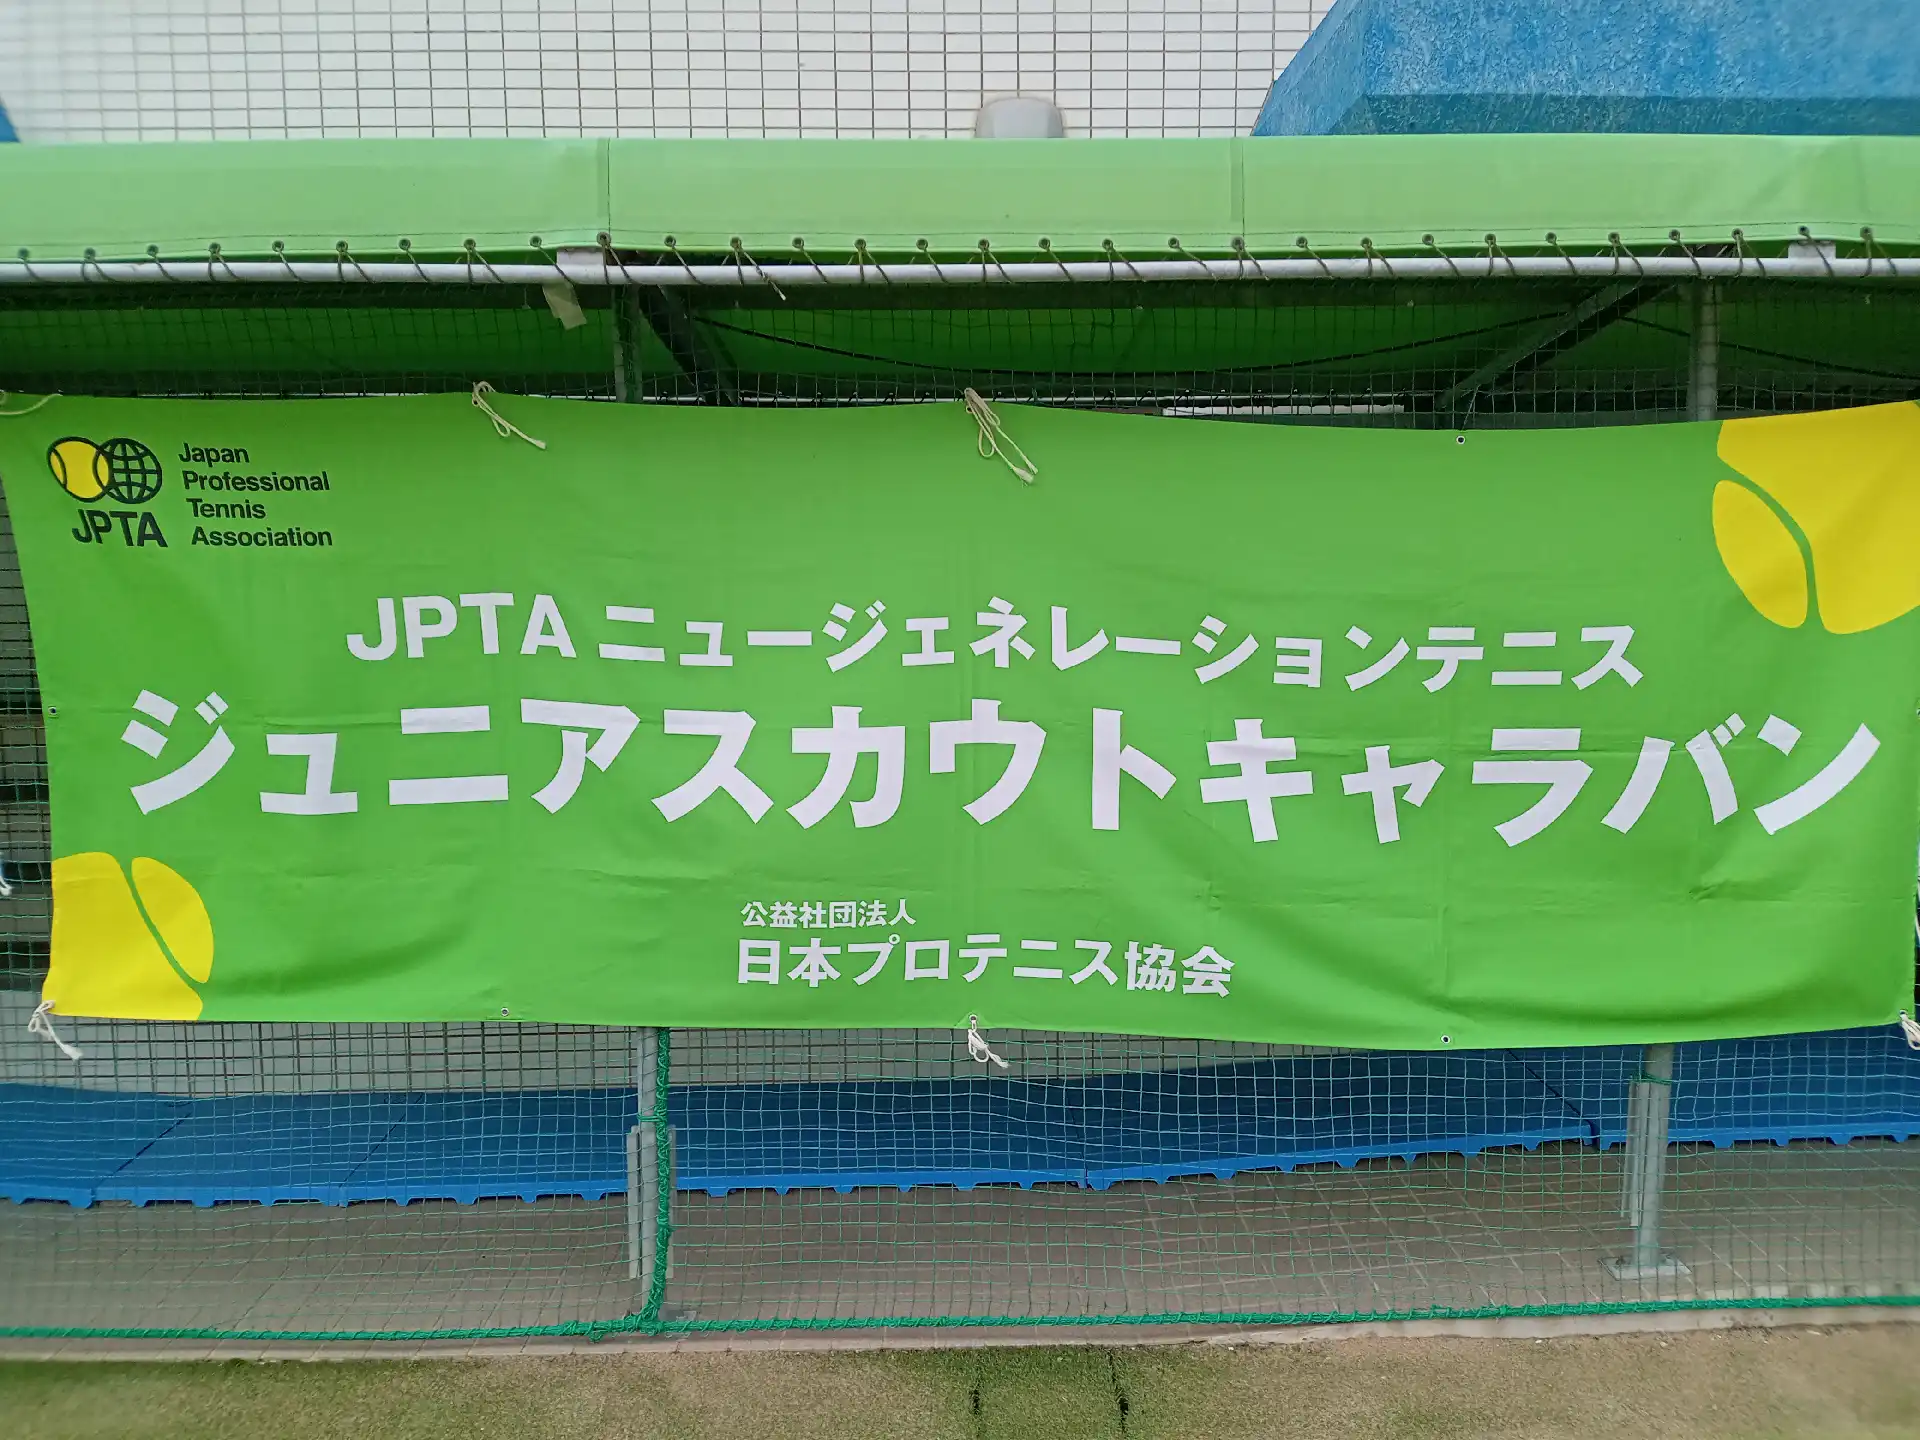 Japan
Professional
Tennis
Association
JPTA
JPTA ニュージェネレーションテニス
ジュニアスカウトキャラバン
公益社団法人
日本プロテニス協会